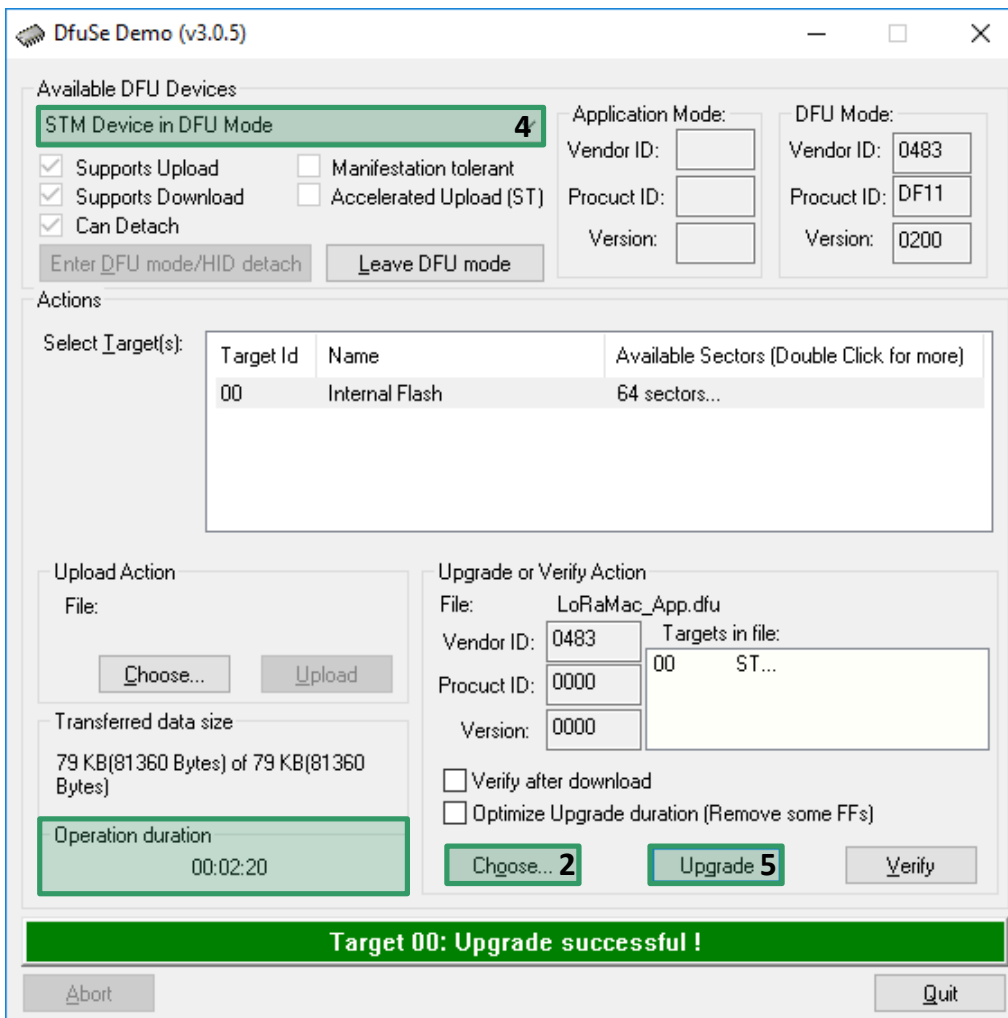 DfuSe Demo (v3.0.5)
Available DFU Devices
STM Device in DFU Mode 4
Supports Upload
Manifestation tolerant
Supports Download
Accelerated Upload (ST)
Can Detach
Enter DFU mode/HID detach
Leave DFU mode
Application Mode:
Vendor ID:
Procuct ID:
Version:
DFU Mode:
Vendor ID: 0483
Procuct ID: DF11
Version: 0200
Actions
Select Target(s):
Target Id Name Available Sectors (Double Click for more)
00 Internal Flash 64 sectors...
Upload Action
File:
Choose... Upload
Transferred data size
79 KB(81360 Bytes) of 79 KB(81360
Bytes)
Operation duration
00:02:20
Upgrade or Verify Action
File: LoRaMac_App.dfu
Vendor ID: 0483
Procuct ID: 0000
Version: 0000
Targets in file:
00 ST...
Verify after download
Optimize Upgrade duration (Remove some FFs)
Choose... 2
Upgrade 5
Verify
Target 00: Upgrade successful !
Abort
Quit